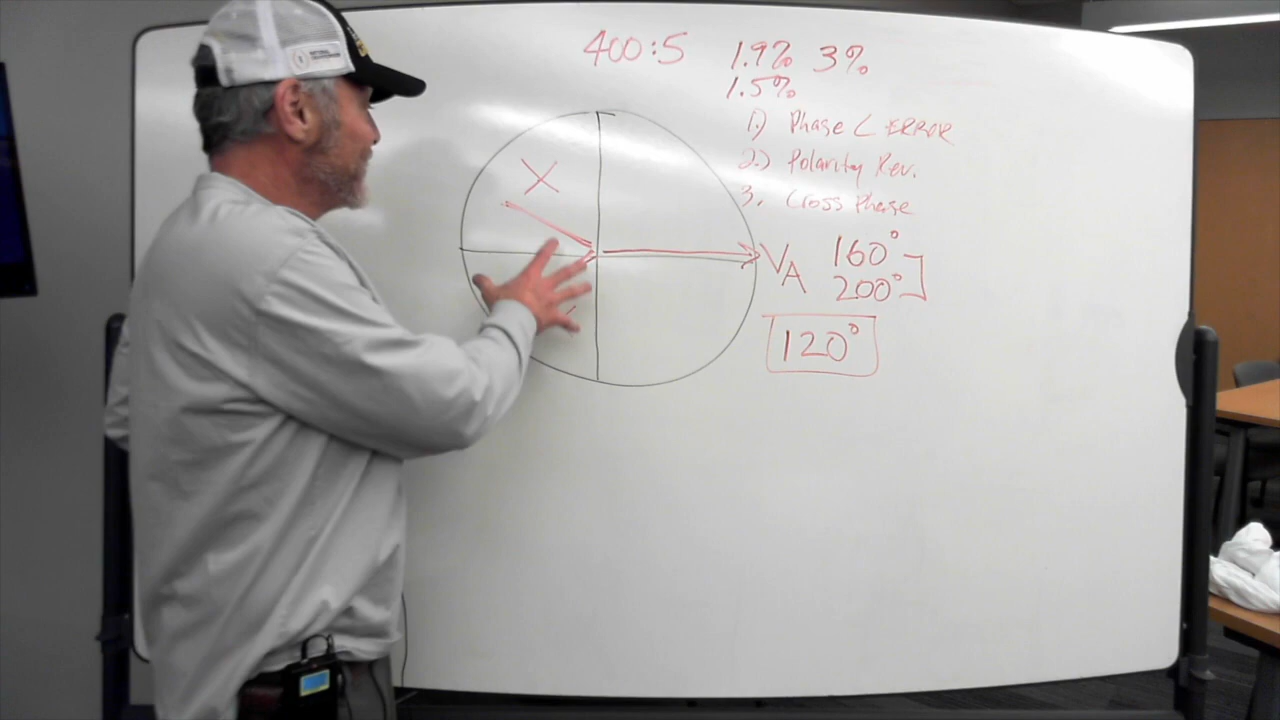 400:5
1.9% 3%
1.5%
1.) Phase < ERROR
2.) Polarity Rev.
3. Cross Phase
X
VA
160°
200°
120°